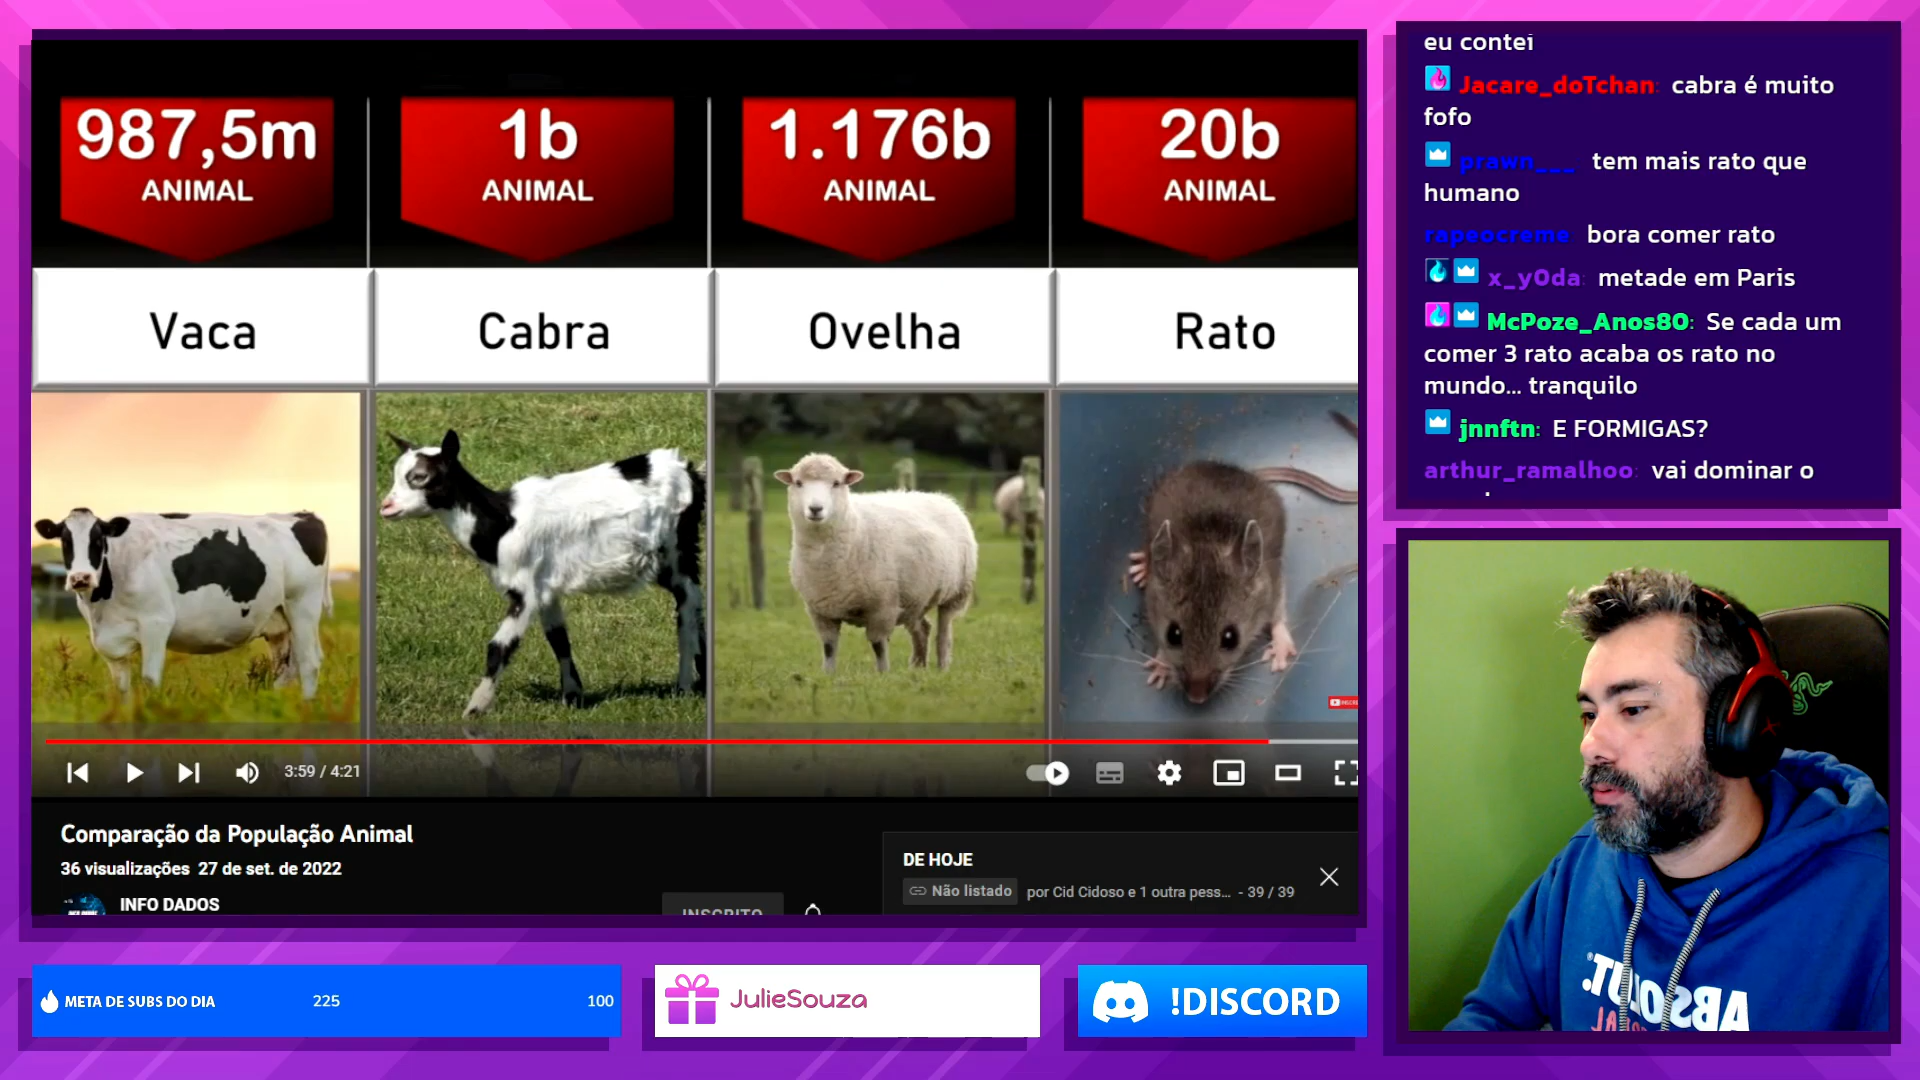 987,5m
ANIMAL
1b
ANIMAL
1.176b
ANIMAL
20b
ANIMAL
Vaca
Cabra
Ovelha
Rato
3:59 / 4:21
Comparação da População Animal
36 visualizações 27 de set. de 2022
INFO DADOS
INSCRITO
DE HOJE
Não listado por Cid Cidoso e 1 outra pess... - 39 / 39
eu contei
Jacare_doTchan: cabra é muito
fofo
prawn___ tem mais rato que
humano
rapeocreme bora comer rato
x_y0da: metade em Paris
McPoze_Anos80: Se cada um
comer 3 rato acaba os rato no
mundo... tranquilo
jnnftn: E FORMIGAS?
arthur_ramalhoo: vai dominar o
ABSOLUT.
META DE SUBS DO DIA 225 100
JulieSouza
!DISCORD